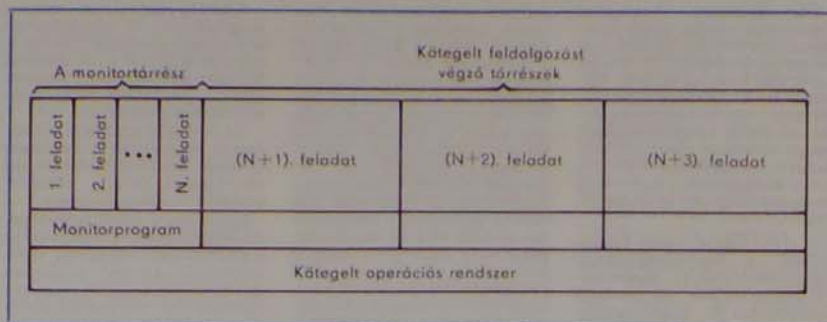 A monitortárrész
Kötegelt feldolgozást
végző tárrészek
1. feladat
2. feladat
...
N. feladat
(N+1). feladat
(N+2). feladat
(N+3). feladat
Monitorprogram
Kötegelt operációs rendszer